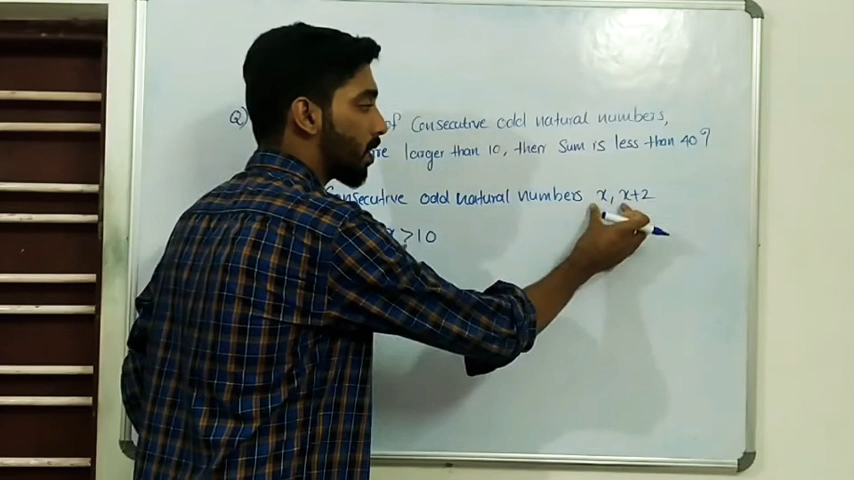 Q) of Consecutive odd natural numbers,
larger than 10, then Sum is less than 40?
Consecutive odd natural numbers x, x+2
x>10